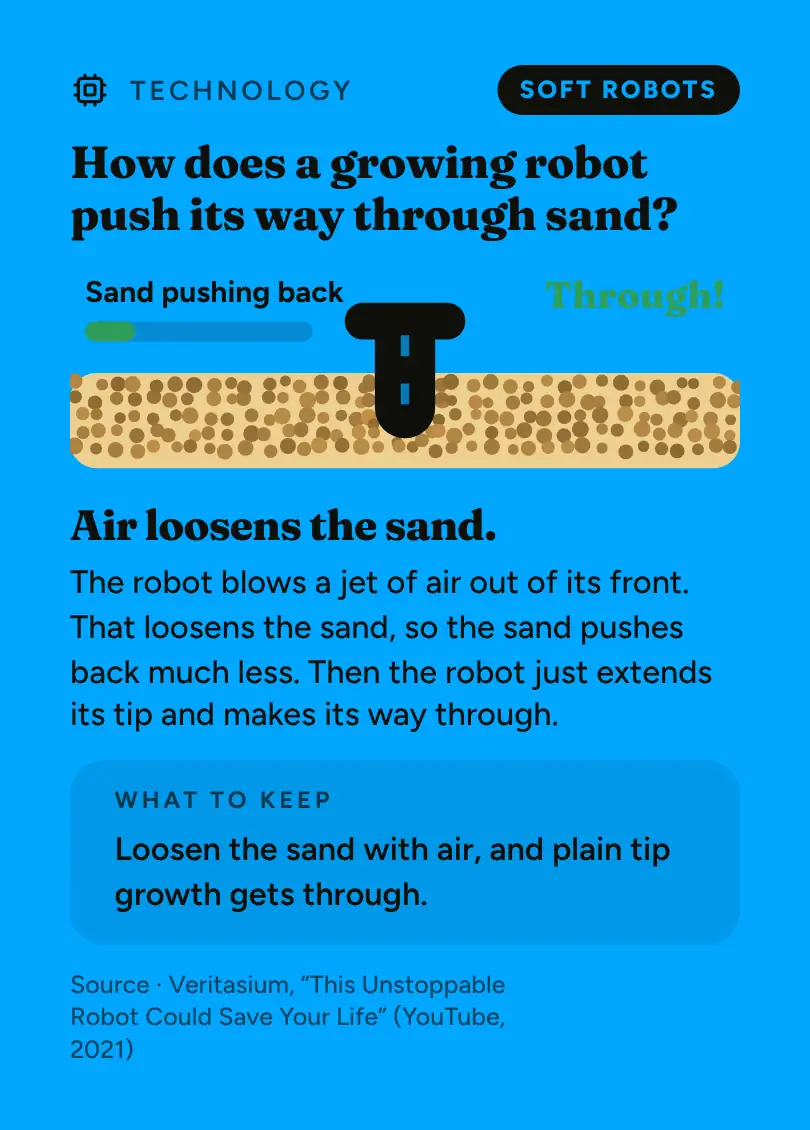 TECHNOLOGY
SOFT ROBOTS
How does a growing robot
push its way through sand?
Sand pushing back
Through!
Air loosens the sand.
The robot blows a jet of air out of its front.
That loosens the sand, so the sand pushes
back much less. Then the robot just extends
its tip and makes its way through.
WHAT TO KEEP
Loosen the sand with air, and plain tip
growth gets through.
Source · Veritasium, “This Unstoppable
Robot Could Save Your Life” (YouTube,
2021)